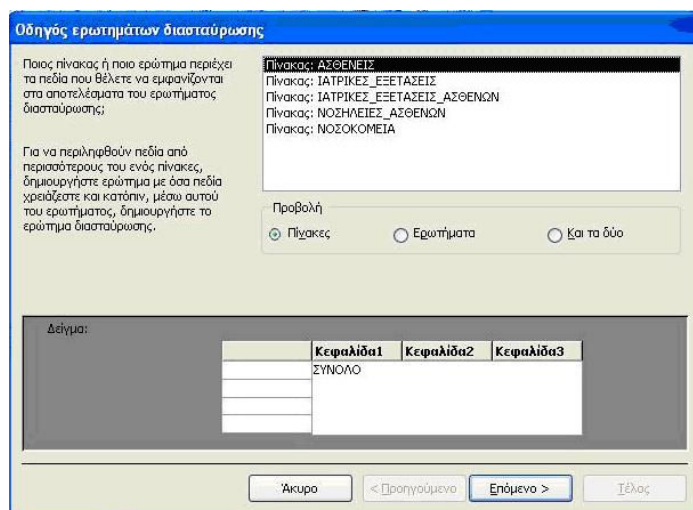 Οδηγός ερωτημάτων διασταύρωσης
Ποιος πίνακας ή ποιο ερώτημα περιέχει
τα πεδία που θέλετε να εμφανίζονται
στα αποτελέσματα του ερωτήματος
διασταύρωσης;
Για να περιληφθούν πεδία από
περισσότερους του ενός πίνακες,
δημιουργήστε ερώτημα με όσα πεδία
χρειάζεστε και κατόπιν, μέσω αυτού
του ερωτήματος, δημιουργήστε το
ερώτημα διασταύρωσης.
Πίνακας: ΑΣΘΕΝΕΙΣ
Πίνακας: ΙΑΤΡΙΚΕΣ_ΕΞΕΤΑΣΕΙΣ
Πίνακας: ΙΑΤΡΙΚΕΣ_ΕΞΕΤΑΣΕΙΣ_ΑΣΘΕΝΩΝ
Πίνακας: ΝΟΣΗΛΕΙΕΣ_ΑΣΘΕΝΩΝ
Πίνακας: ΝΟΣΟΚΟΜΕΙΑ
Προβολή
Πίνακες Ερωτήματα Και τα δύο
Δείγμα:
Κεφαλίδα1 Κεφαλίδα2 Κεφαλίδα3
ΣΥΝΟΛΟ
Άκυρο < Προηγούμενο Επόμενο > Τέλος